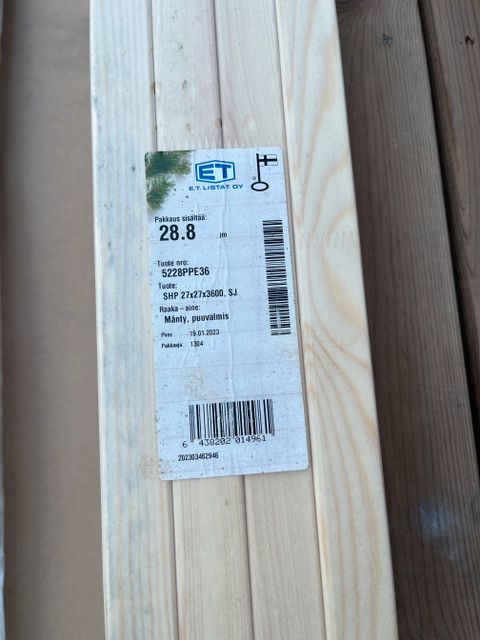 ET
E.T. LISTAT OY
Pakkaus sisältää:
28.8 jm
Tuote nro:
5228PPE36
Tuote:
SHP 27x27x3600, SJ
Raaka - aine:
Mänty, puuvalmis
Pvm: 19.01.2023
Pakkaaja: 1304
6 438202 014961
202303462946